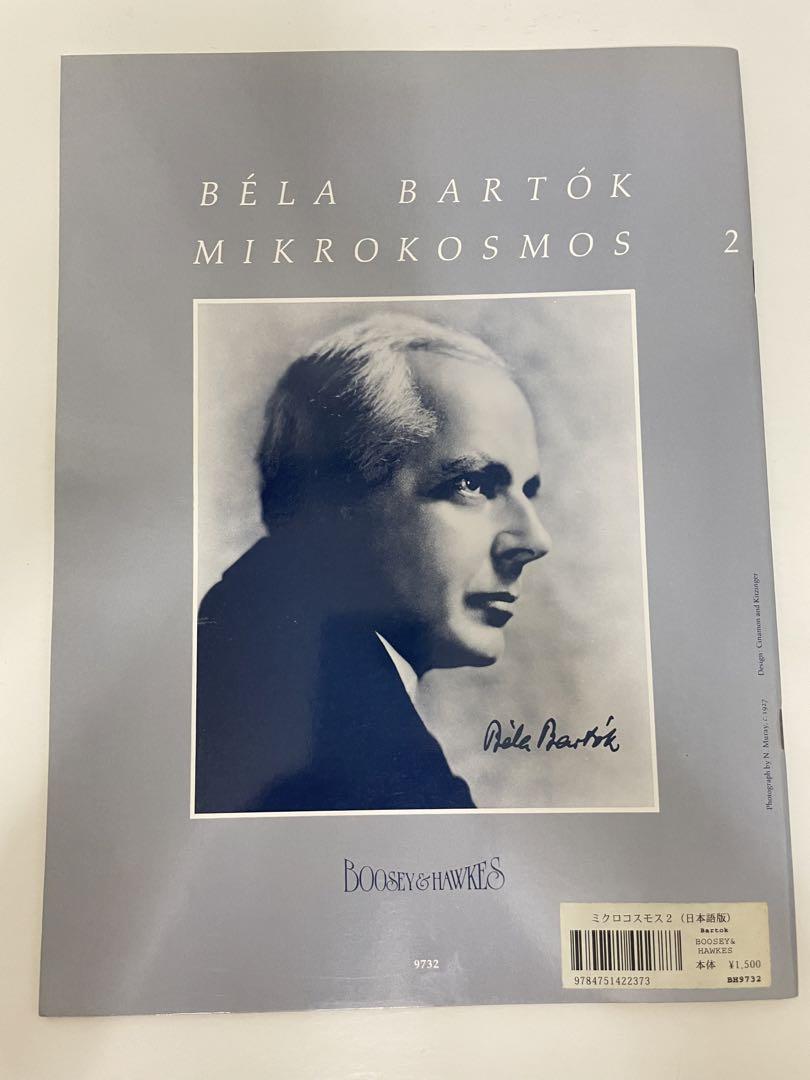 BÉLA BARTÓK
MIKROKOSMOS 2
Béla Bartók
Photograph by N. Muray, c. 1927 Design: Cinamon and Kitzinger
BOOSEY & HAWKES
9732
ミクロコスモス2（日本語版）
Bartok
BOOSEY&
HAWKES
本体 ¥1,500
9784751422373
BH9732